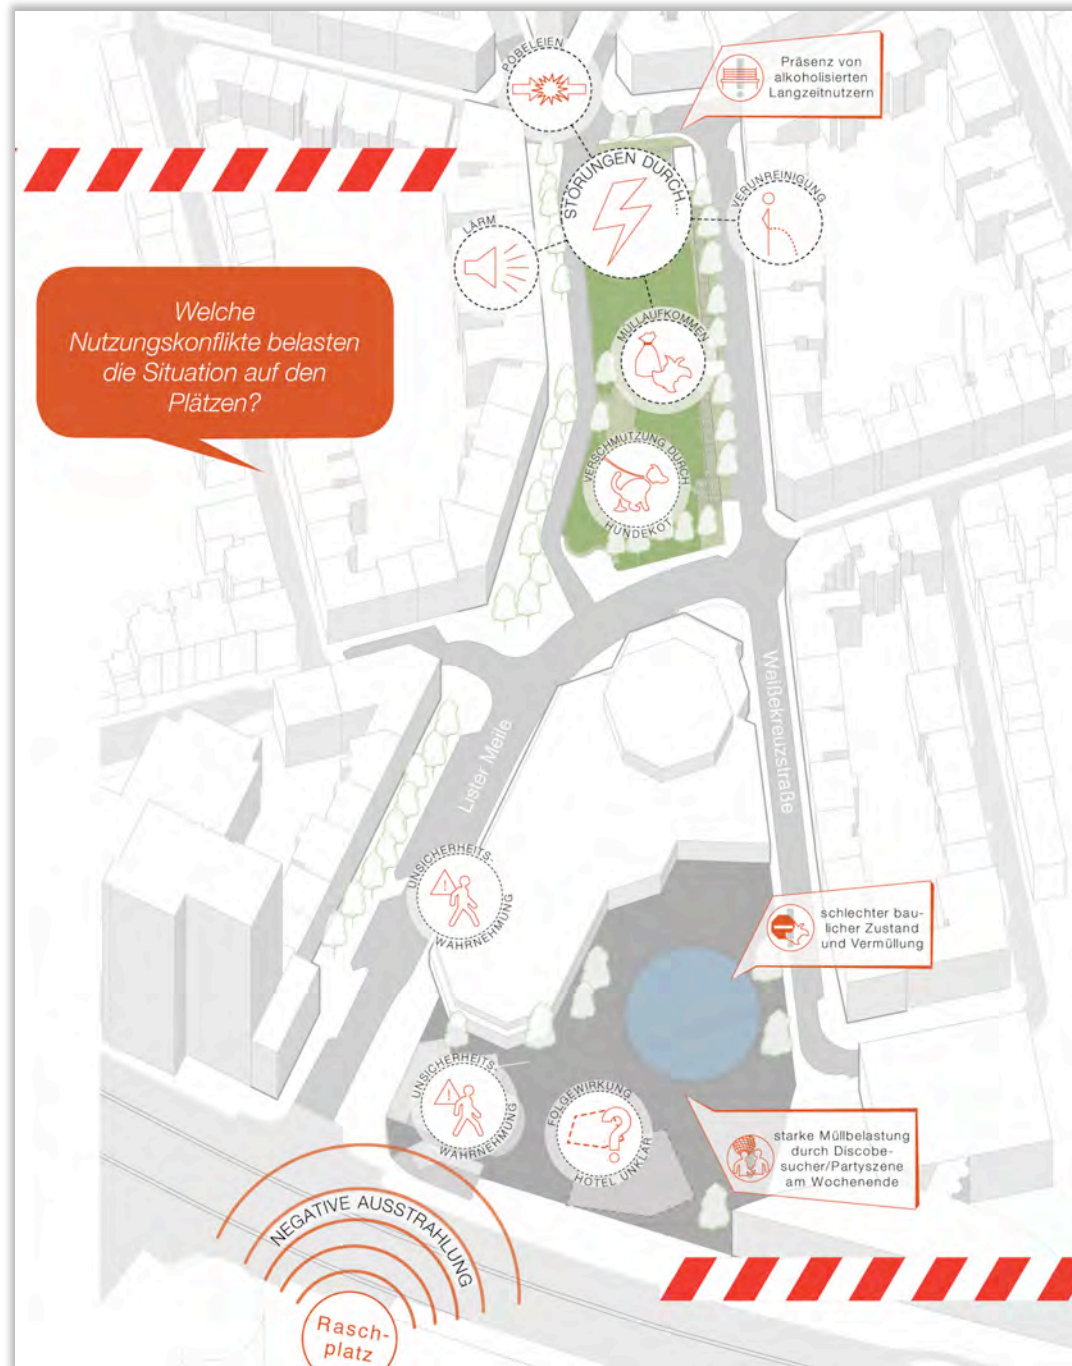 PÖBELEIEN
Präsenz von
alkoholisierten
Langzeitnutzern
STÖRUNGEN DURCH...
VERUNREINIGUNG
LÄRM
Welche
Nutzungskonflikte belasten
die Situation auf den
Plätzen?
MÜLLAUFKOMMEN
VERSCHMUTZUNG DURCH
HUNDEKOT
Lister Meile
Weißekreuzstraße
UNSICHERHEITS-
WAHRNEHMUNG
schlechter bau-
licher Zustand
und Vermüllung
UNSICHERHEITS-
WAHRNEHMUNG
FOLGEWIRKUNG
HOTEL UNKLAR
starke Müllbelastung
durch Discobe-
sucher/Partyszene
am Wochenende
NEGATIVE AUSSTRAHLUNG
Rasch-
platz